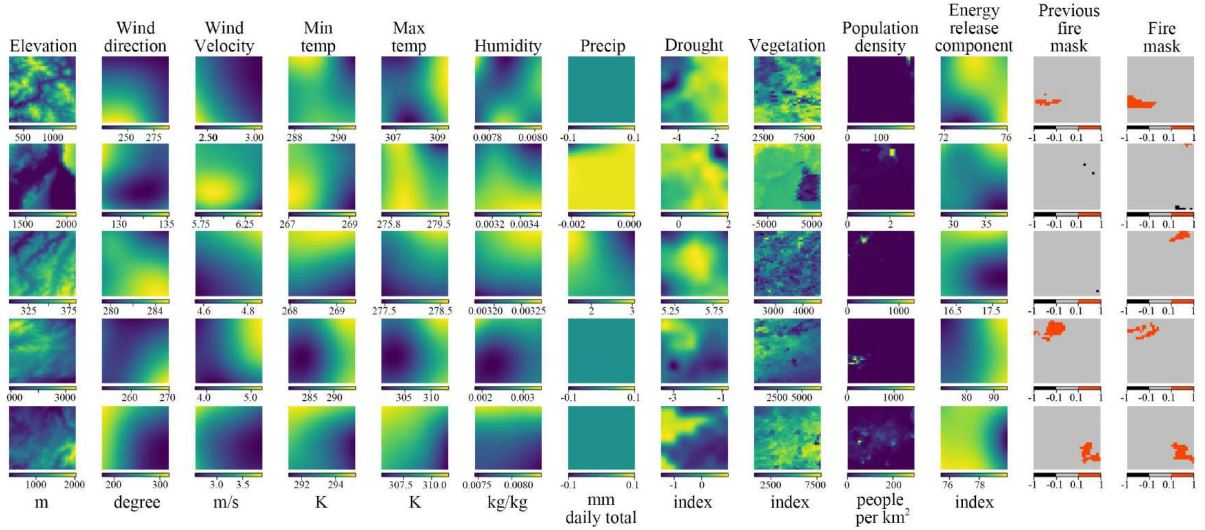 Elevation
Wind direction
Wind Velocity
Min temp
Max temp
Humidity
Precip
Drought
Vegetation
Population density
Energy release component
Previous fire mask
Fire mask
500 1000
250 275
2.50 3.00
288 290
307 309
0.0078 0.0080
-0.1 0.1
-1 -2
2500 7500
0 100
72 76
-1 -0.1 0.1 1
-1 -0.1 0.1 1
1500 2000
130 135
5.75 6.25
267 269
275.8 279.5
0.0032 0.0034
-0.002 0.000
0 2
-5000 5000
0 2
30 35
-1 -0.1 0.1 1
-1 -0.1 0.1 1
325 375
280 284
4.6 4.8
268 269
277.5 278.5
0.00320 0.00325
2 3
5.25 5.75
3000 4000
0 1000
16.5 17.5
-1 -0.1 0.1 1
-1 -0.1 0.1 1
2000 3000
260 270
4.0 5.0
285 290
305 310
0.002 0.003
-0.1 0.1
-3 -1
2500 5000
0 100
80 90
-1 -0.1 0.1 1
-1 -0.1 0.1 1
1000 2000
200 300
3.0 3.5
292 294
307.5 310.0
0.0075 0.0080
-0.1 0.1
-1 0
2500 7500
0 200
76 78
-1 -0.1 0.1 1
-1 -0.1 0.1 1
m
degree
m/s
K
K
kg/kg
mm
daily total
index
index
people
per km²
index